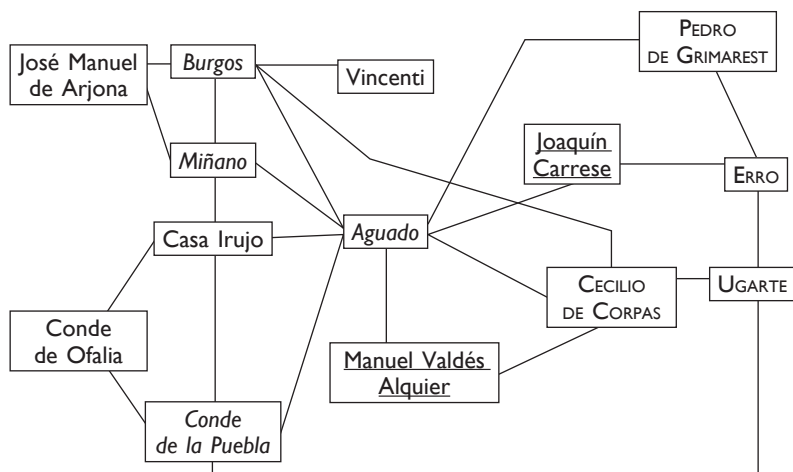 José Manuel
de Arjona
Burgos
Vincenti
PEDRO
DE GRIMAREST
Miñano
Joaquín
Carrese
ERRO
Casa Irujo
Aguado
CECILIO
DE CORPAS
UGARTE
Conde
de Ofalia
Manuel Valdés
Alquier
Conde
de la Puebla